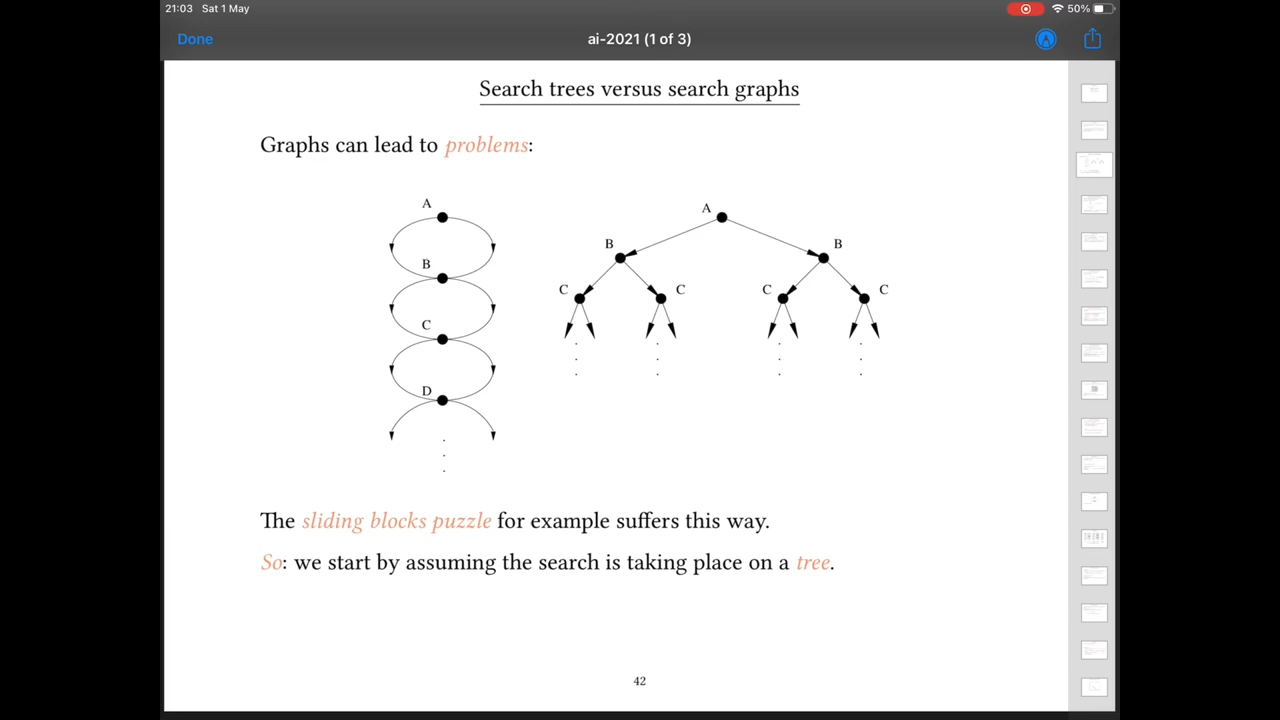 21:03 Sat 1 May
50%
Done
ai-2021 (1 of 3)
Search trees versus search graphs
Graphs can lead to problems:
A
B
C
D
A
B B
C C C C
The sliding blocks puzzle for example suffers this way.
So: we start by assuming the search is taking place on a tree.
42